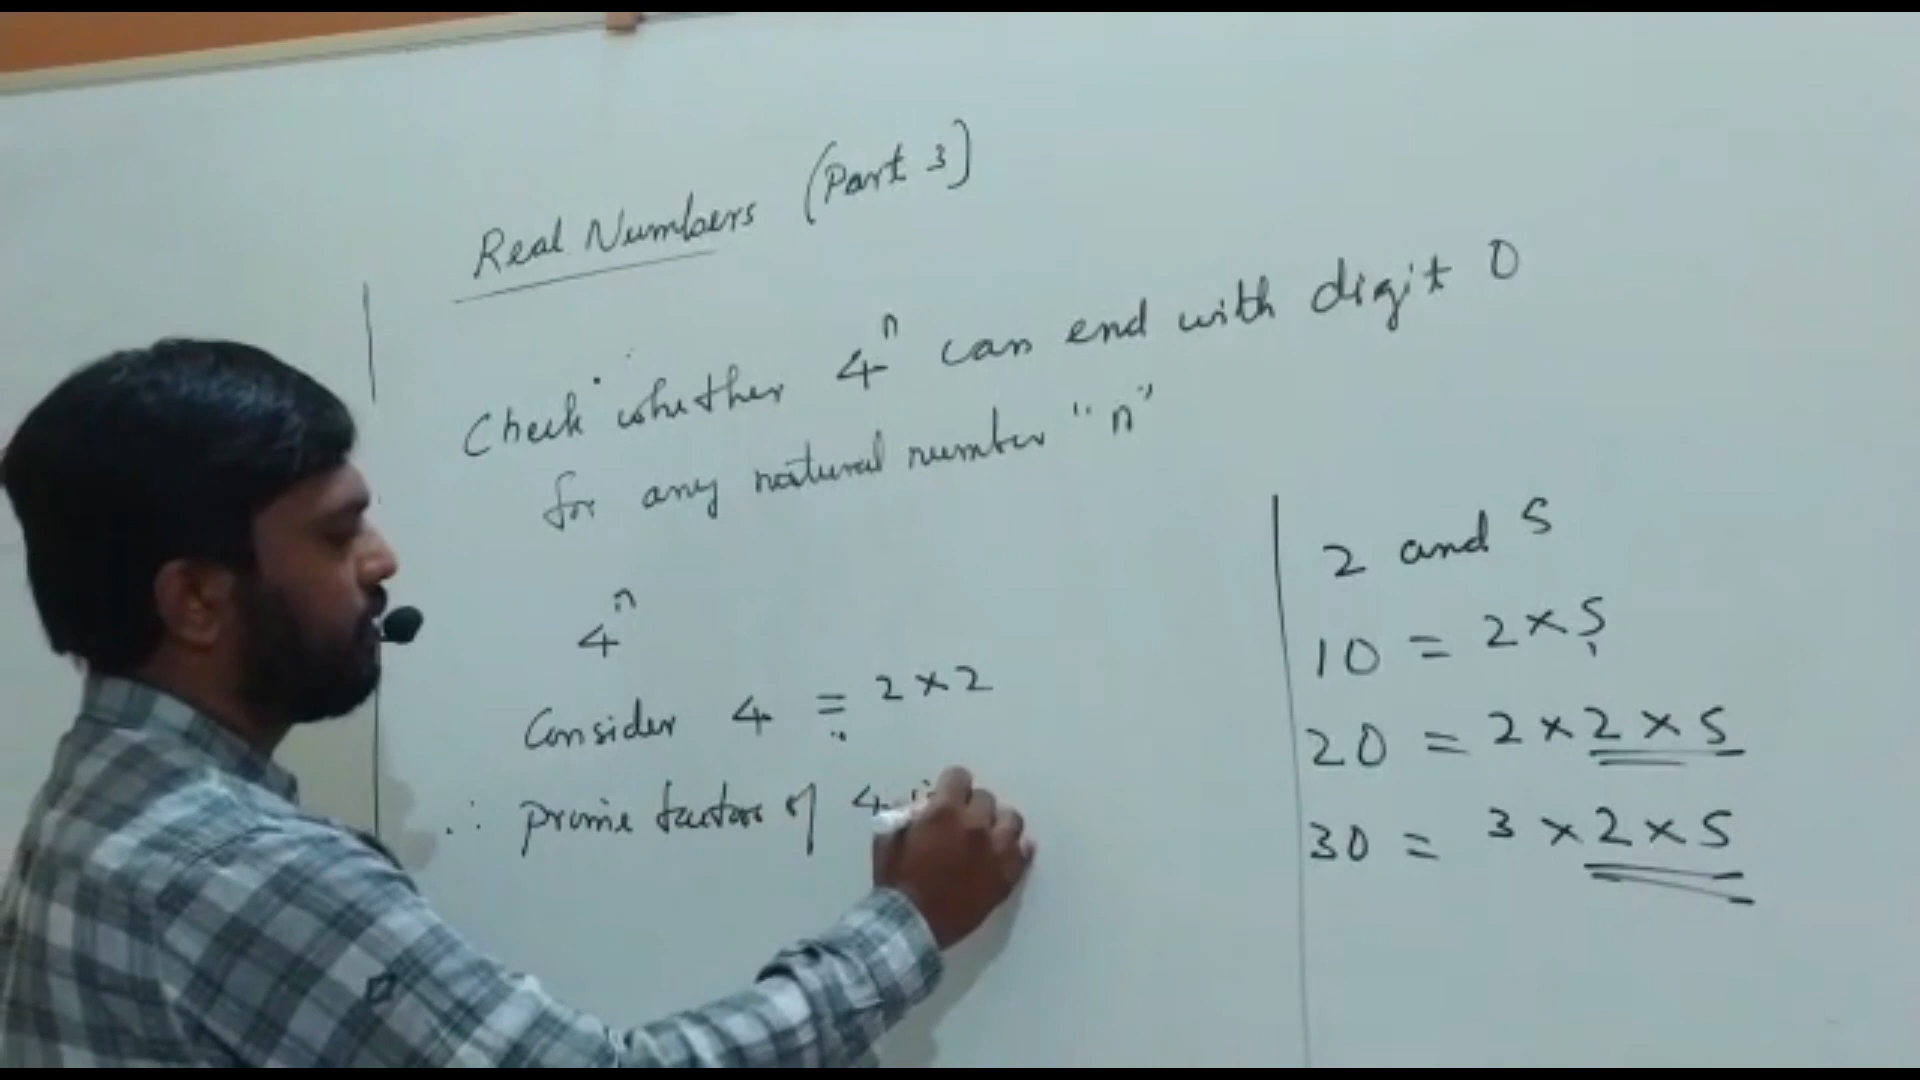 Real Numbers (Part 3)
Check whether 4ⁿ can end with digit 0
for any natural number "n"
4ⁿ
Consider 4 = 2 × 2
∴ prime factor of 4
2 and 5
10 = 2 × 5
20 = 2 × 2 × 5
30 = 3 × 2 × 5